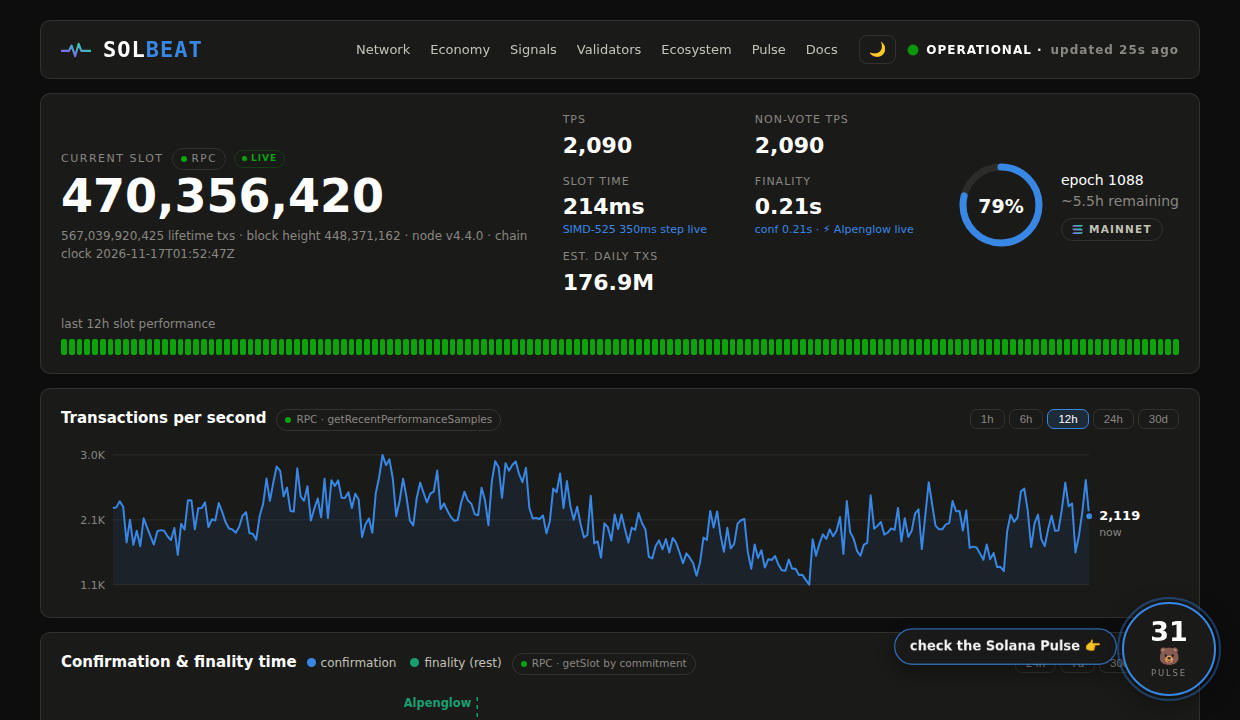 SOLBEAT
Network Economy Signals Validators Ecosystem Pulse Docs
OPERATIONAL · updated 25s ago
CURRENT SLOT RPC LIVE
470,356,420
567,039,920,425 lifetime txs · block height 448,371,162 · node v4.4.0 · chain
clock 2026-11-17T01:52:47Z
TPS
2,090
NON-VOTE TPS
2,090
SLOT TIME
214ms
SIMD-525 350ms step live
FINALITY
0.21s
conf 0.21s · ⚡ Alpenglow live
EST. DAILY TXS
176.9M
79%
epoch 1088
~5.5h remaining
MAINNET
last 12h slot performance
Transactions per second RPC · getRecentPerformanceSamples
1h 6h 12h 24h 30d
3.0K
2.1K
1.1K
2,119
now
Confirmation & finality time confirmation finality (rest) RPC · getSlot by commitment
Alpenglow
check the Solana Pulse 👉
31
🐻
PULSE